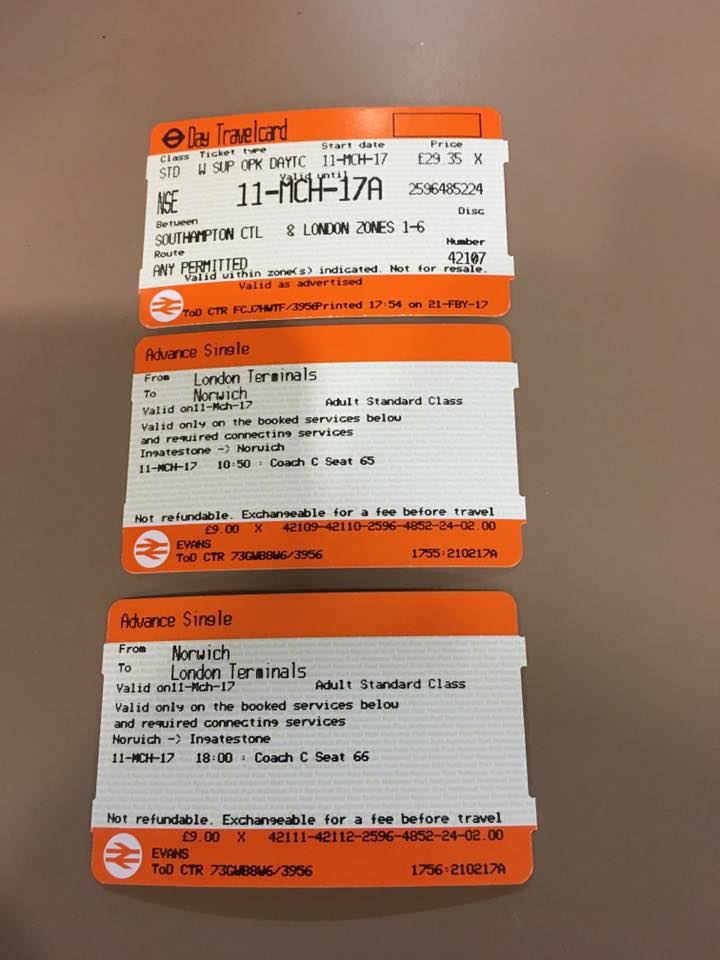 Day Travelcard
Class Ticket type Start date Price
STD W SUP OPK DAYTC 11-MCH-17 £29.35 X
Valid until
NSE 11-MCH-17A 2596485224
Between Disc
SOUTHAMPTON CTL & LONDON ZONES 1-6
Route Number
ANY PERMITTED 42107
Valid within zone(s) indicated. Not for resale.
Valid as advertised
ToD CTR FCJ7HWTF/3956Printed 17:54 on 21-FBY-17
Advance Single
From London Terminals
To Norwich
Valid on11-Mch-17 Adult Standard Class
Valid only on the booked services below
and required connecting services
Ingatestone -> Norwich
11-MCH-17 10:50 : Coach C Seat 65
Not refundable. Exchangeable for a fee before travel
£9.00 X 42109-42110-2596-4852-24-02.00
EVANS
ToD CTR 73GWB8W6/3956 1755:210217A
Advance Single
From Norwich
To London Terminals
Valid on11-Mch-17 Adult Standard Class
Valid only on the booked services below
and required connecting services
Norwich -> Ingatestone
11-MCH-17 18:00 : Coach C Seat 66
Not refundable. Exchangeable for a fee before travel
£9.00 X 42111-42112-2596-4852-24-02.00
EVANS
ToD CTR 73GWB8W6/3956 1756:210217A